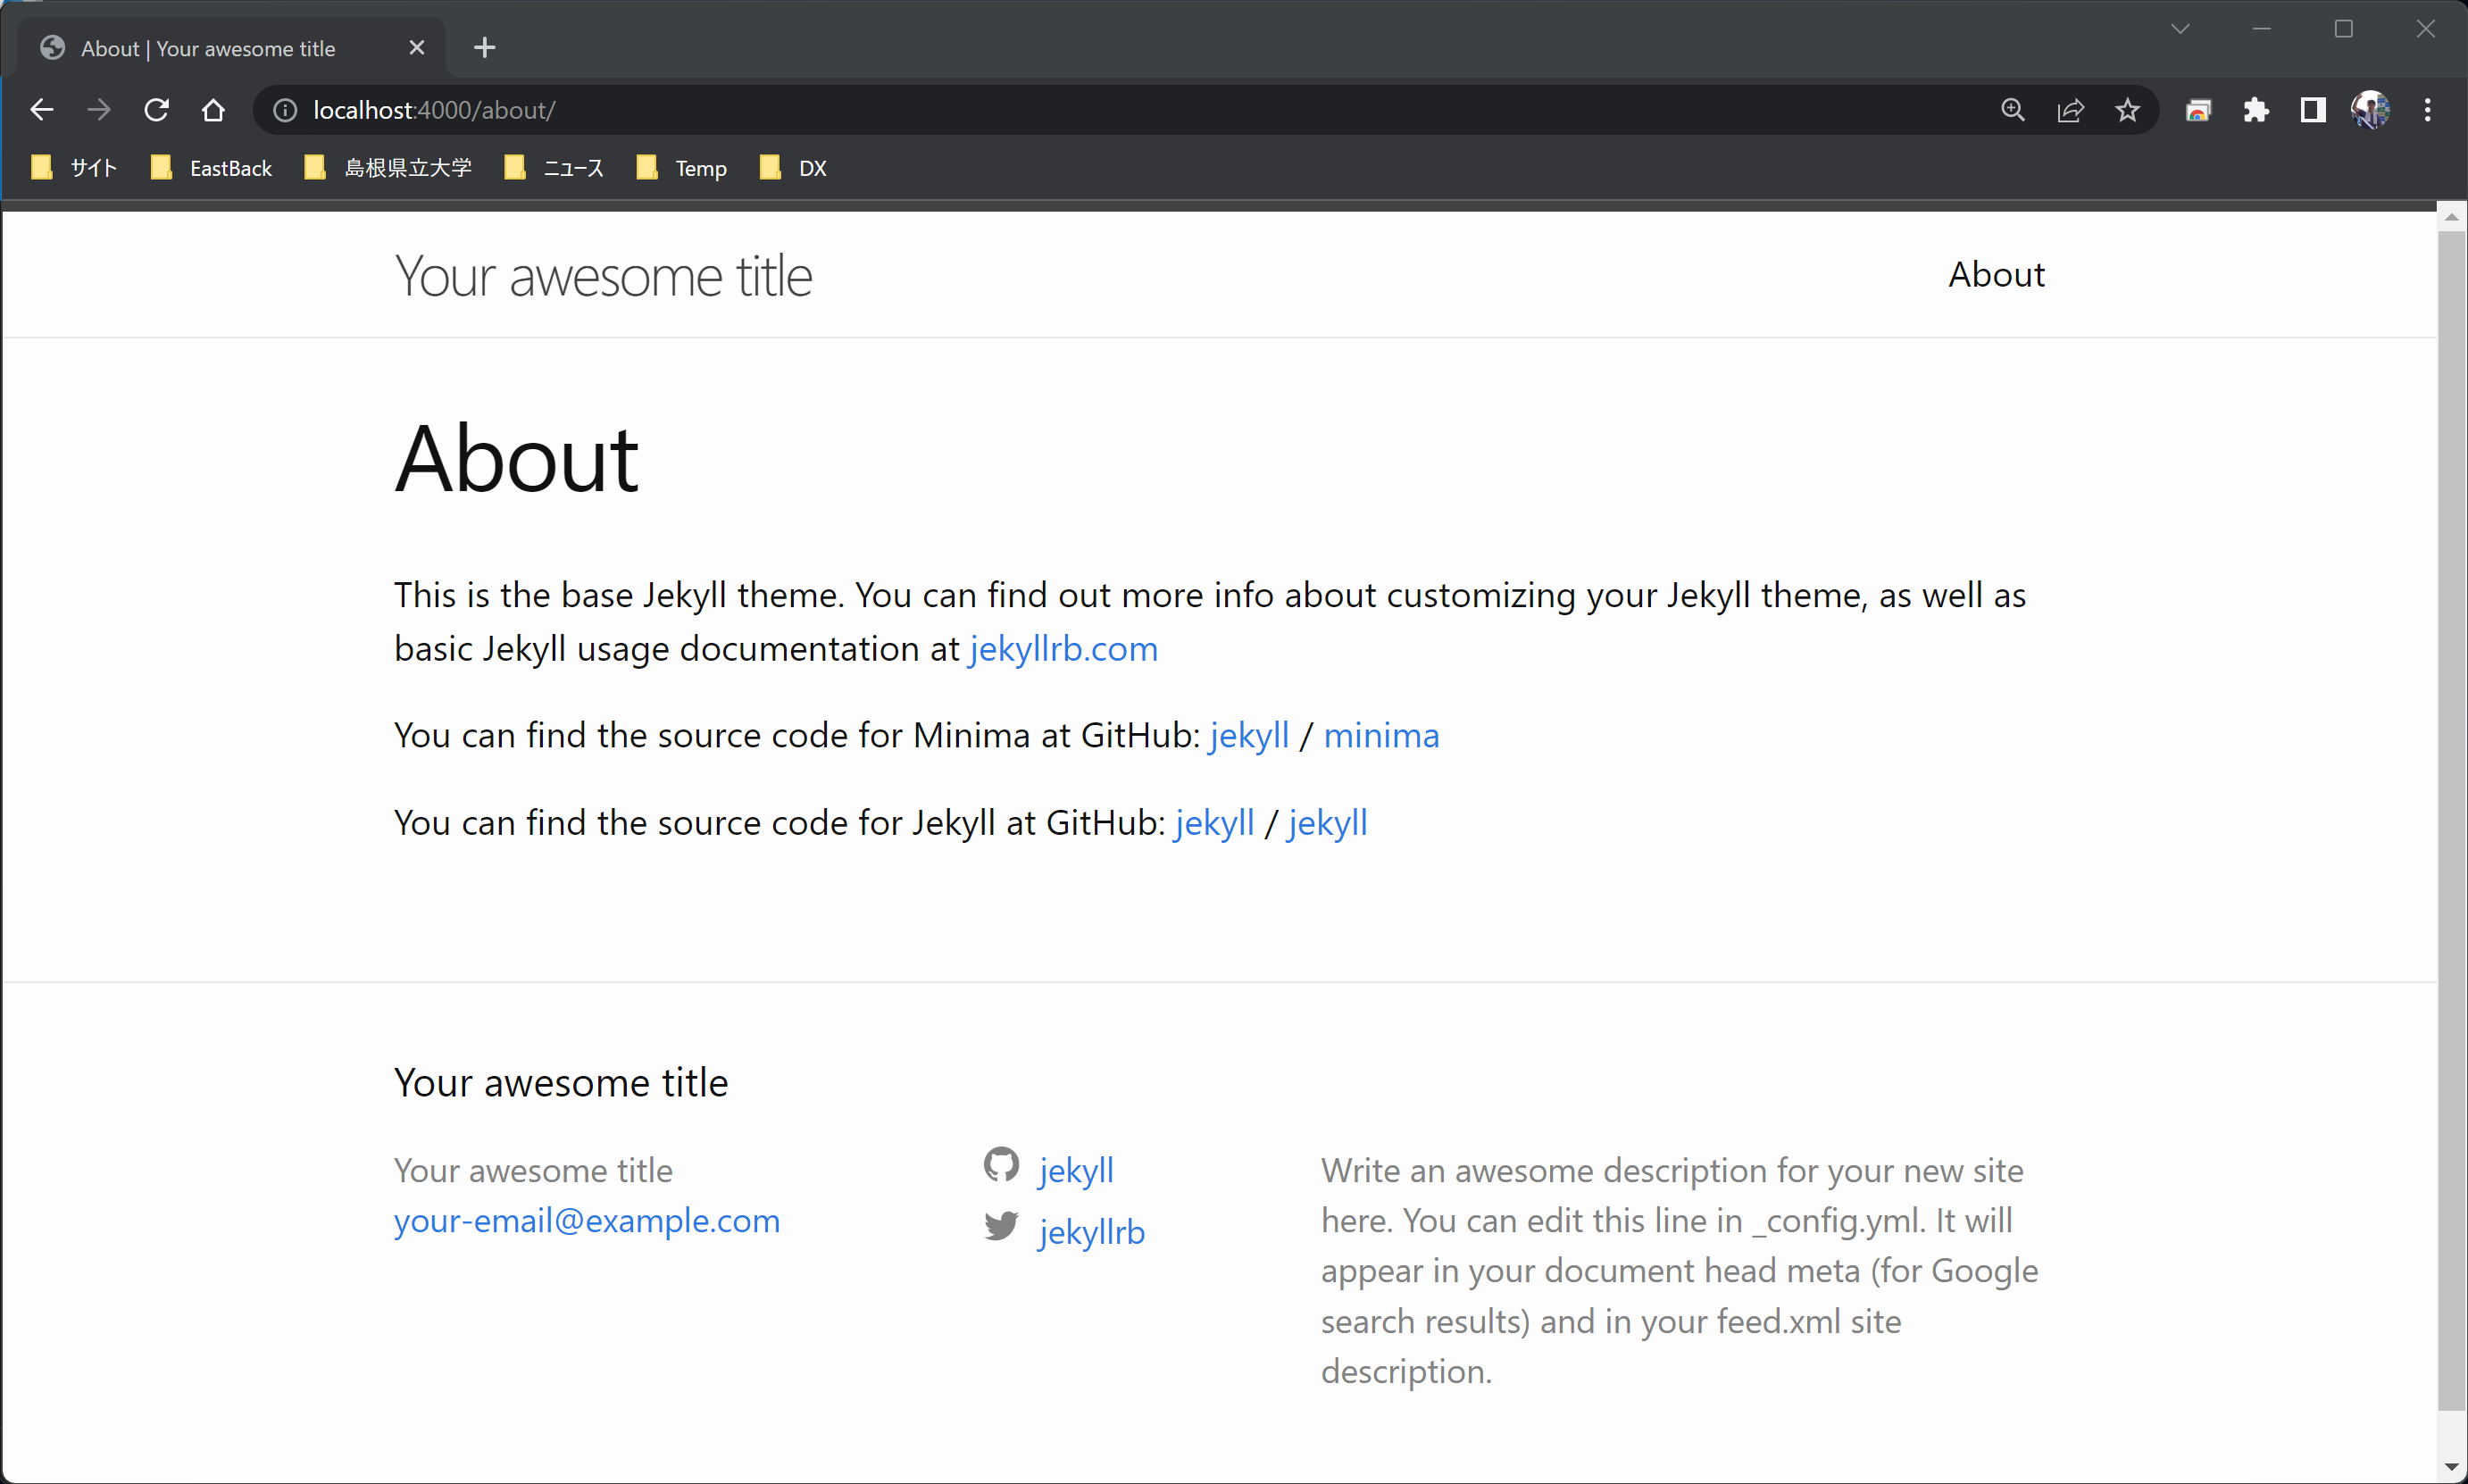 About | Your awesome title
localhost:4000/about/
サイト EastBack 島根県立大学 ニュース Temp DX
Your awesome title About
About
This is the base Jekyll theme. You can find out more info about customizing your Jekyll theme, as well as
basic Jekyll usage documentation at jekyllrb.com
You can find the source code for Minima at GitHub: jekyll / minima
You can find the source code for Jekyll at GitHub: jekyll / jekyll
Your awesome title
Your awesome title
your-email@example.com
jekyll
jekyllrb
Write an awesome description for your new site
here. You can edit this line in _config.yml. It will
appear in your document head meta (for Google
search results) and in your feed.xml site
description.